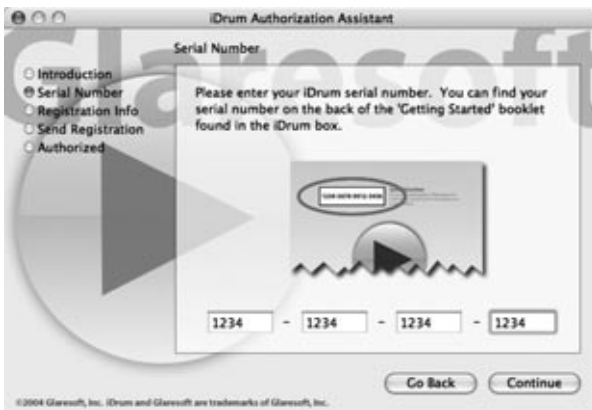 iDrum Authorization Assistant
Glaresoft
Serial Number
Introduction
Serial Number
Registration Info
Send Registration
Authorized
Please enter your iDrum serial number. You can find your
serial number on the back of the 'Getting Started' booklet
found in the iDrum box.
1234 - 1234 - 1234 - 1234
Go Back Continue
©2004 Glaresoft, Inc. iDrum and Glaresoft are trademarks of Glaresoft, Inc.